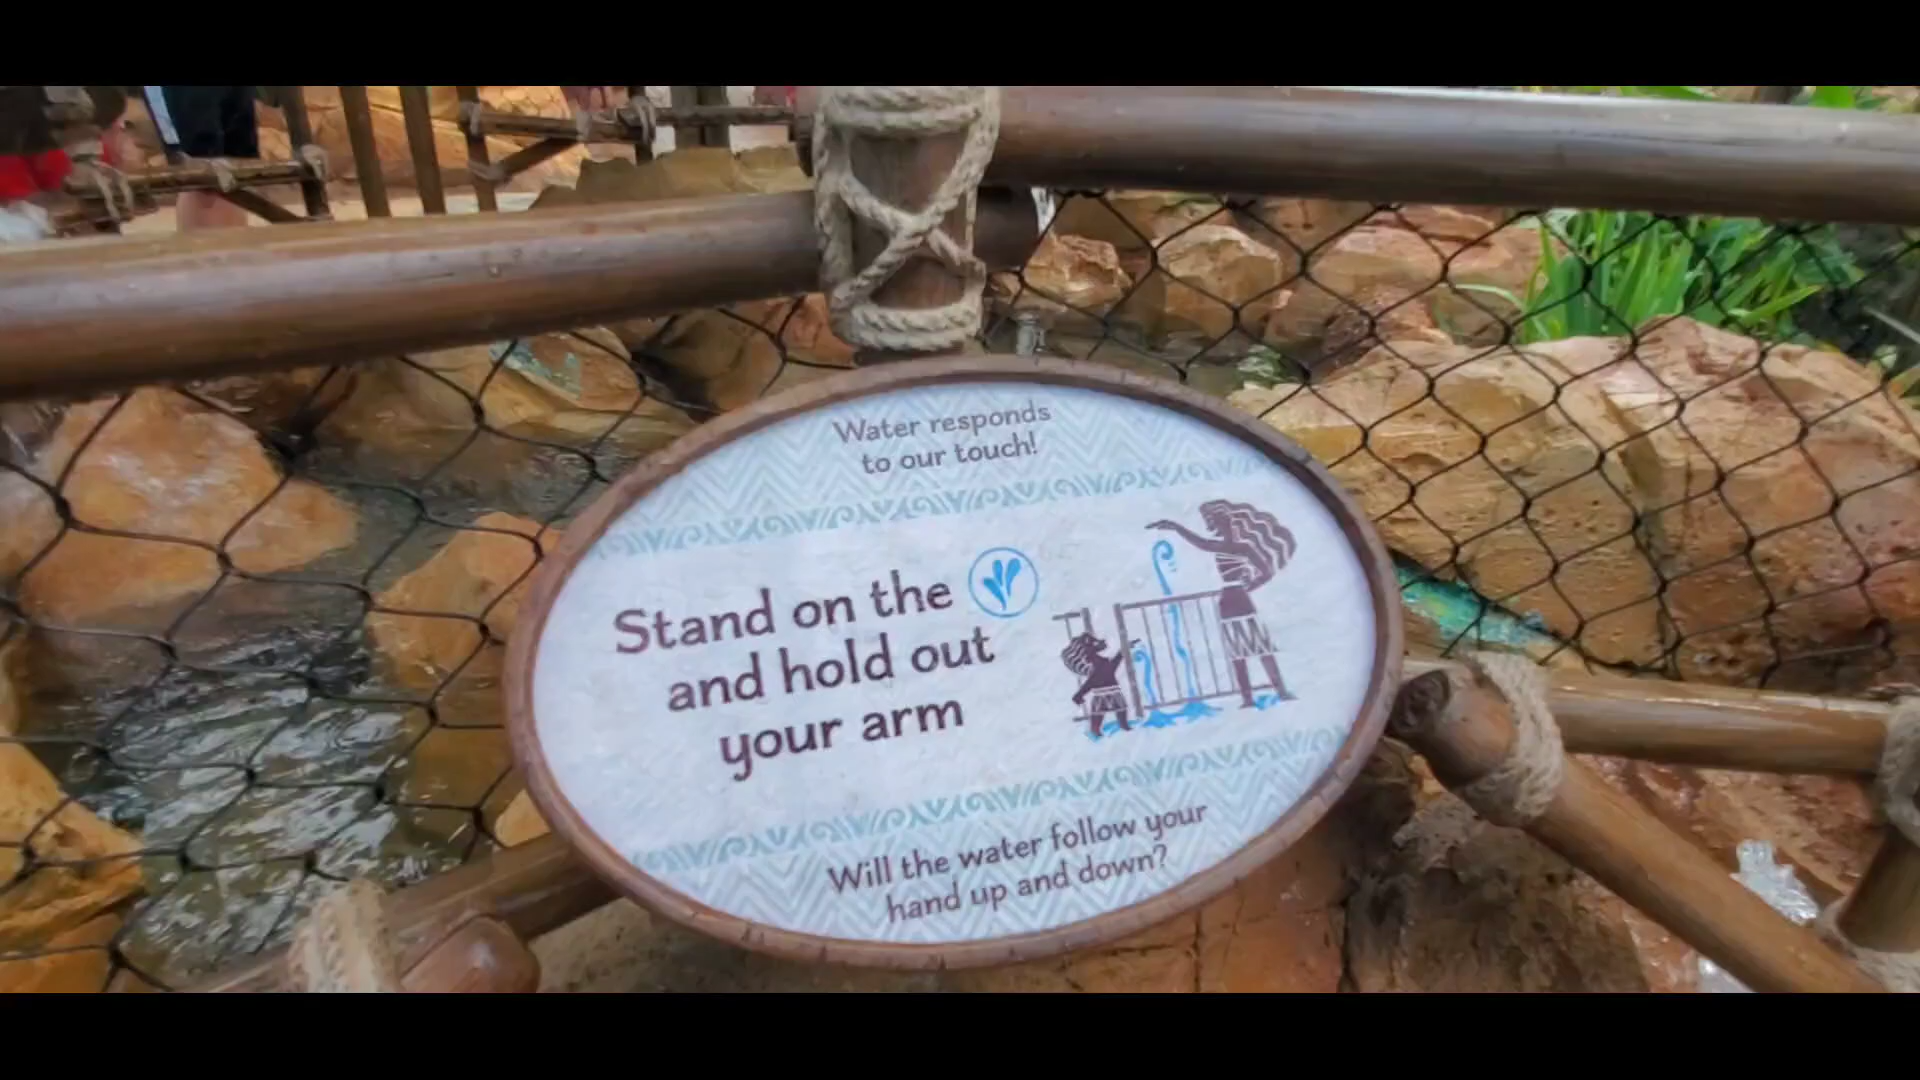 Water responds
to our touch!
Stand on the
and hold out
your arm
Will the water follow your
hand up and down?